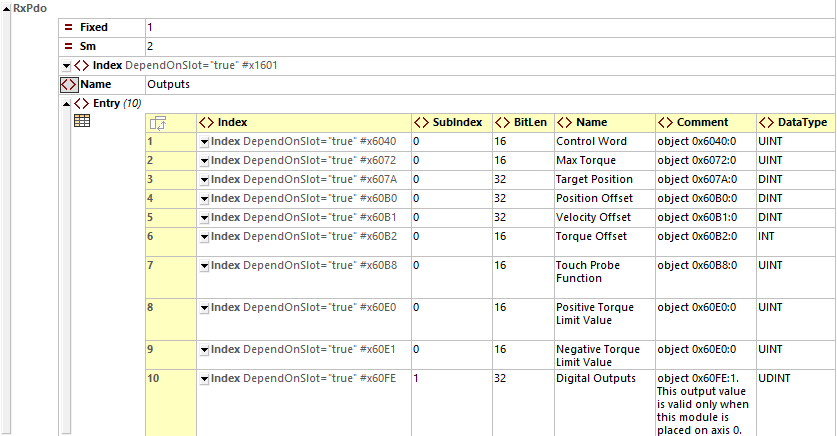 RxPdo
= Fixed 1
= Sm 2
<> Index DependOnSlot="true" #x1601
<> Name Outputs
<> Entry (10)
<> Index <> SubIndex <> BitLen <> Name <> Comment <> DataType
1 Index DependOnSlot="true" #x6040 0 16 Control Word object 0x6040:0 UINT
2 Index DependOnSlot="true" #x6072 0 16 Max Torque object 0x6072:0 UINT
3 Index DependOnSlot="true" #x607A 0 32 Target Position object 0x607A:0 DINT
4 Index DependOnSlot="true" #x60B0 0 32 Position Offset object 0x60B0:0 DINT
5 Index DependOnSlot="true" #x60B1 0 32 Velocity Offset object 0x60B1:0 DINT
6 Index DependOnSlot="true" #x60B2 0 16 Torque Offset object 0x60B2:0 INT
7 Index DependOnSlot="true" #x60B8 0 16 Touch Probe object 0x60B8:0 UINT
Function
8 Index DependOnSlot="true" #x60E0 0 16 Positive Torque object 0x60E0:0 UINT
Limit Value
9 Index DependOnSlot="true" #x60E1 0 16 Negative Torque object 0x60E0:0 UINT
Limit Value
10 Index DependOnSlot="true" #x60FE 1 32 Digital Outputs object 0x60FE:1. UDINT
This output value
is valid only when
this module is
placed on axis 0.